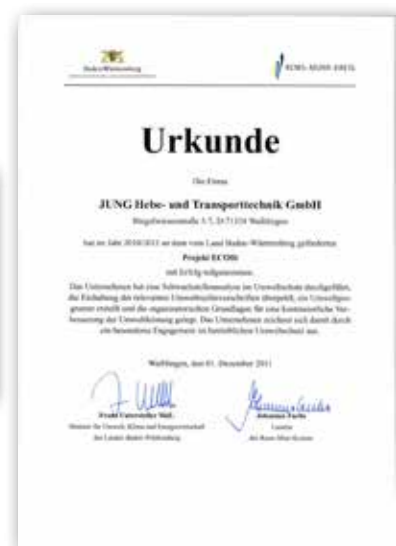 Baden-Württemberg
REMS-MURR-KREIS
Urkunde
Die Firma
JUNG Hebe- und Transporttechnik GmbH
71334 Waiblingen
hat im Jahr 2010/2011 an dem vom Land Baden-Württemberg geförderten
Projekt ECOfit
mit Erfolg teilgenommen.
Das Unternehmen hat eine Schwachstellenanalyse im Umweltschutz durchgeführt,
die Einhaltung der relevanten Umweltrechtsvorschriften überprüft, ein Umweltpro-
gramm erstellt und die organisatorischen Grundlagen für eine kontinuierliche Ver-
besserung der Umweltleistung gelegt. Das Unternehmen zeichnet sich damit durch
ein besonderes Engagement im betrieblichen Umweltschutz aus.
Waiblingen, den 01. Dezember 2011
Franz Untersteller MdL
Johannes Fuchs
Minister für Umwelt, Klima und Energiewirtschaft
Landrat
des Landes Baden-Württemberg
des Rems-Murr-Kreises